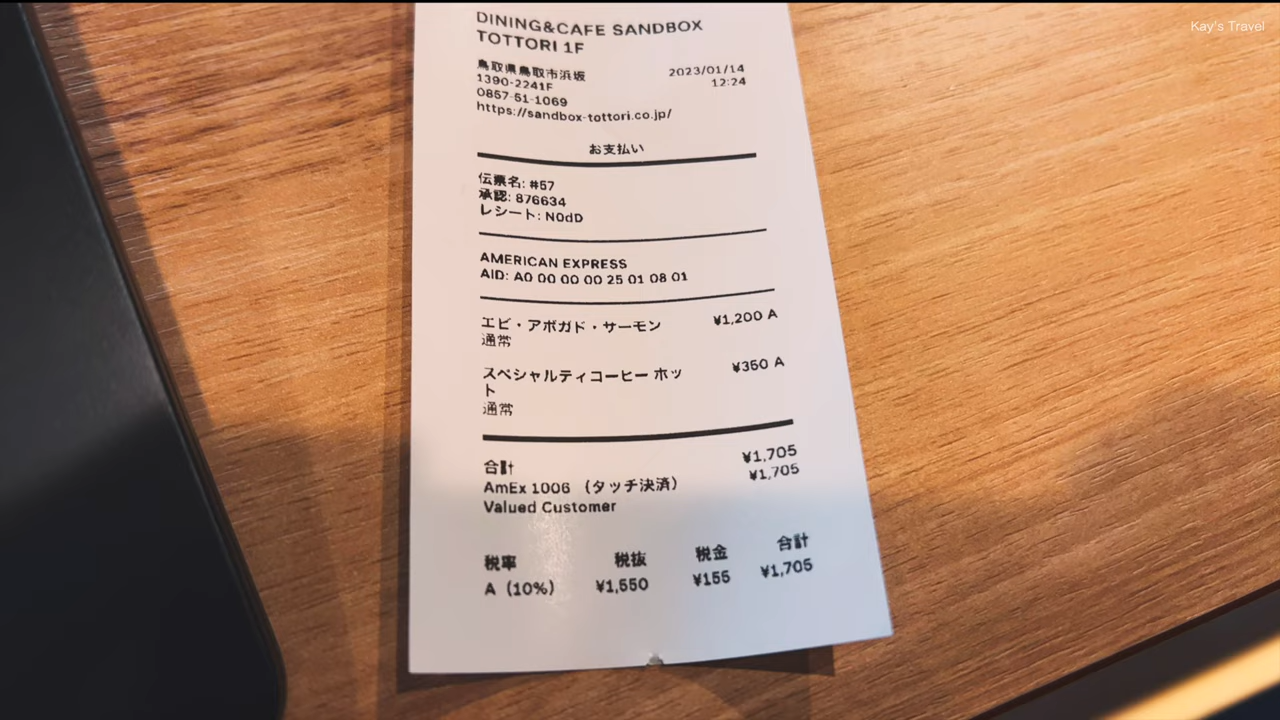 Kay's Travel
DINING&CAFE SANDBOX
TOTTORI 1F
鳥取県鳥取市浜坂
1390-2241F
0857-51-1069
https://sandbox-tottori.co.jp/
2023/01/14
12:24
お支払い
伝票名: #57
承認: 876634
レシート: N0dD
AMERICAN EXPRESS
AID: A0 00 00 00 25 01 08 01
エビ・アボガド・サーモン ¥1,200 A
通常
スペシャルティコーヒー ホッ ¥350 A
ト
通常
合計 ¥1,705
AmEx 1006 （タッチ決済） ¥1,705
Valued Customer
税率 税抜 税金 合計
A（10%） ¥1,550 ¥155 ¥1,705